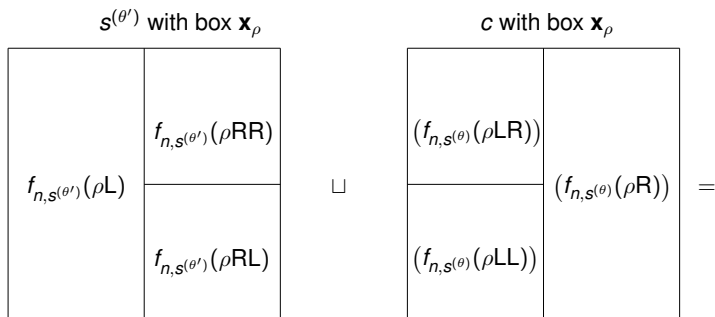 s^(θ′) with box x_ρ   c with box x_ρ
f_{n,s^(θ′)}(ρRR)   (f_{n,s^(θ)}(ρLR))
f_{n,s^(θ′)}(ρL)   ⊔   (f_{n,s^(θ)}(ρR))   =
f_{n,s^(θ′)}(ρRL)   (f_{n,s^(θ)}(ρLL))